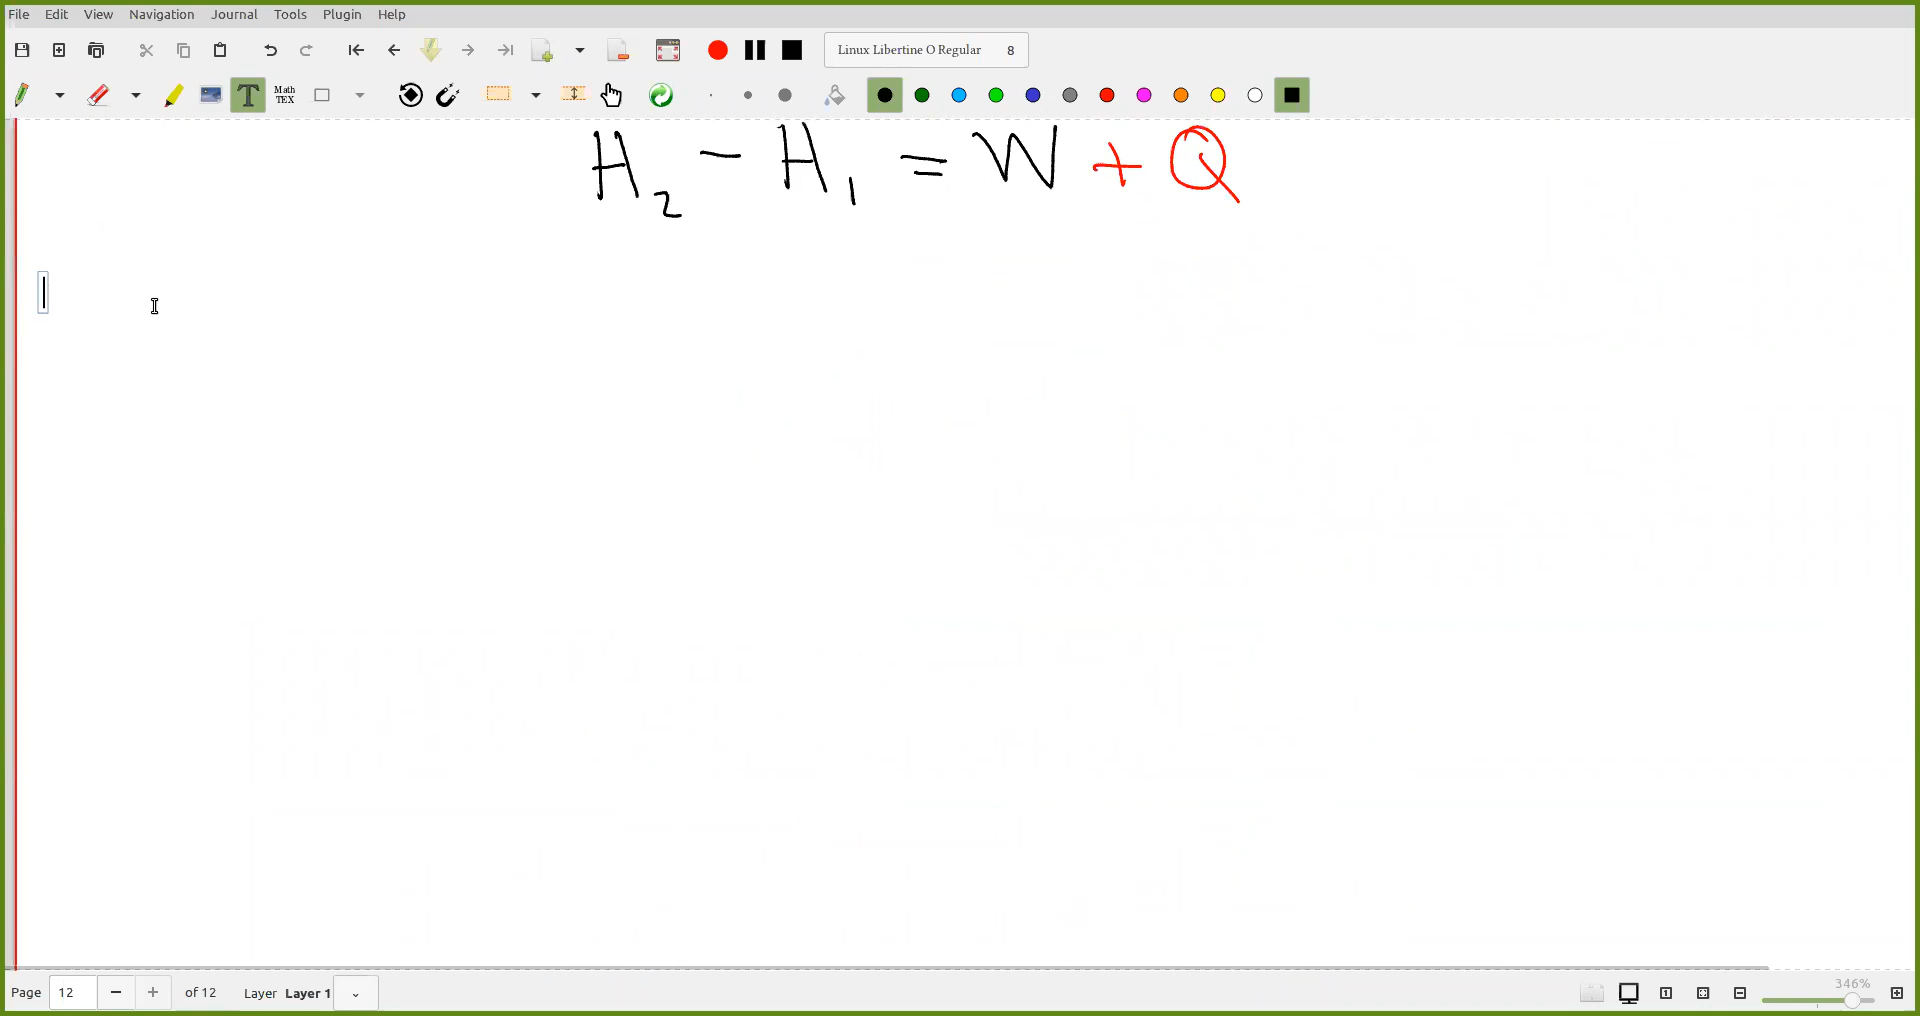 File Edit View Navigation Journal Tools Plugin Help
Linux Libertine O Regular 8
T Math TEX
H₂ - H₁ = W + Q
346%
Page 12 of 12 Layer Layer 1